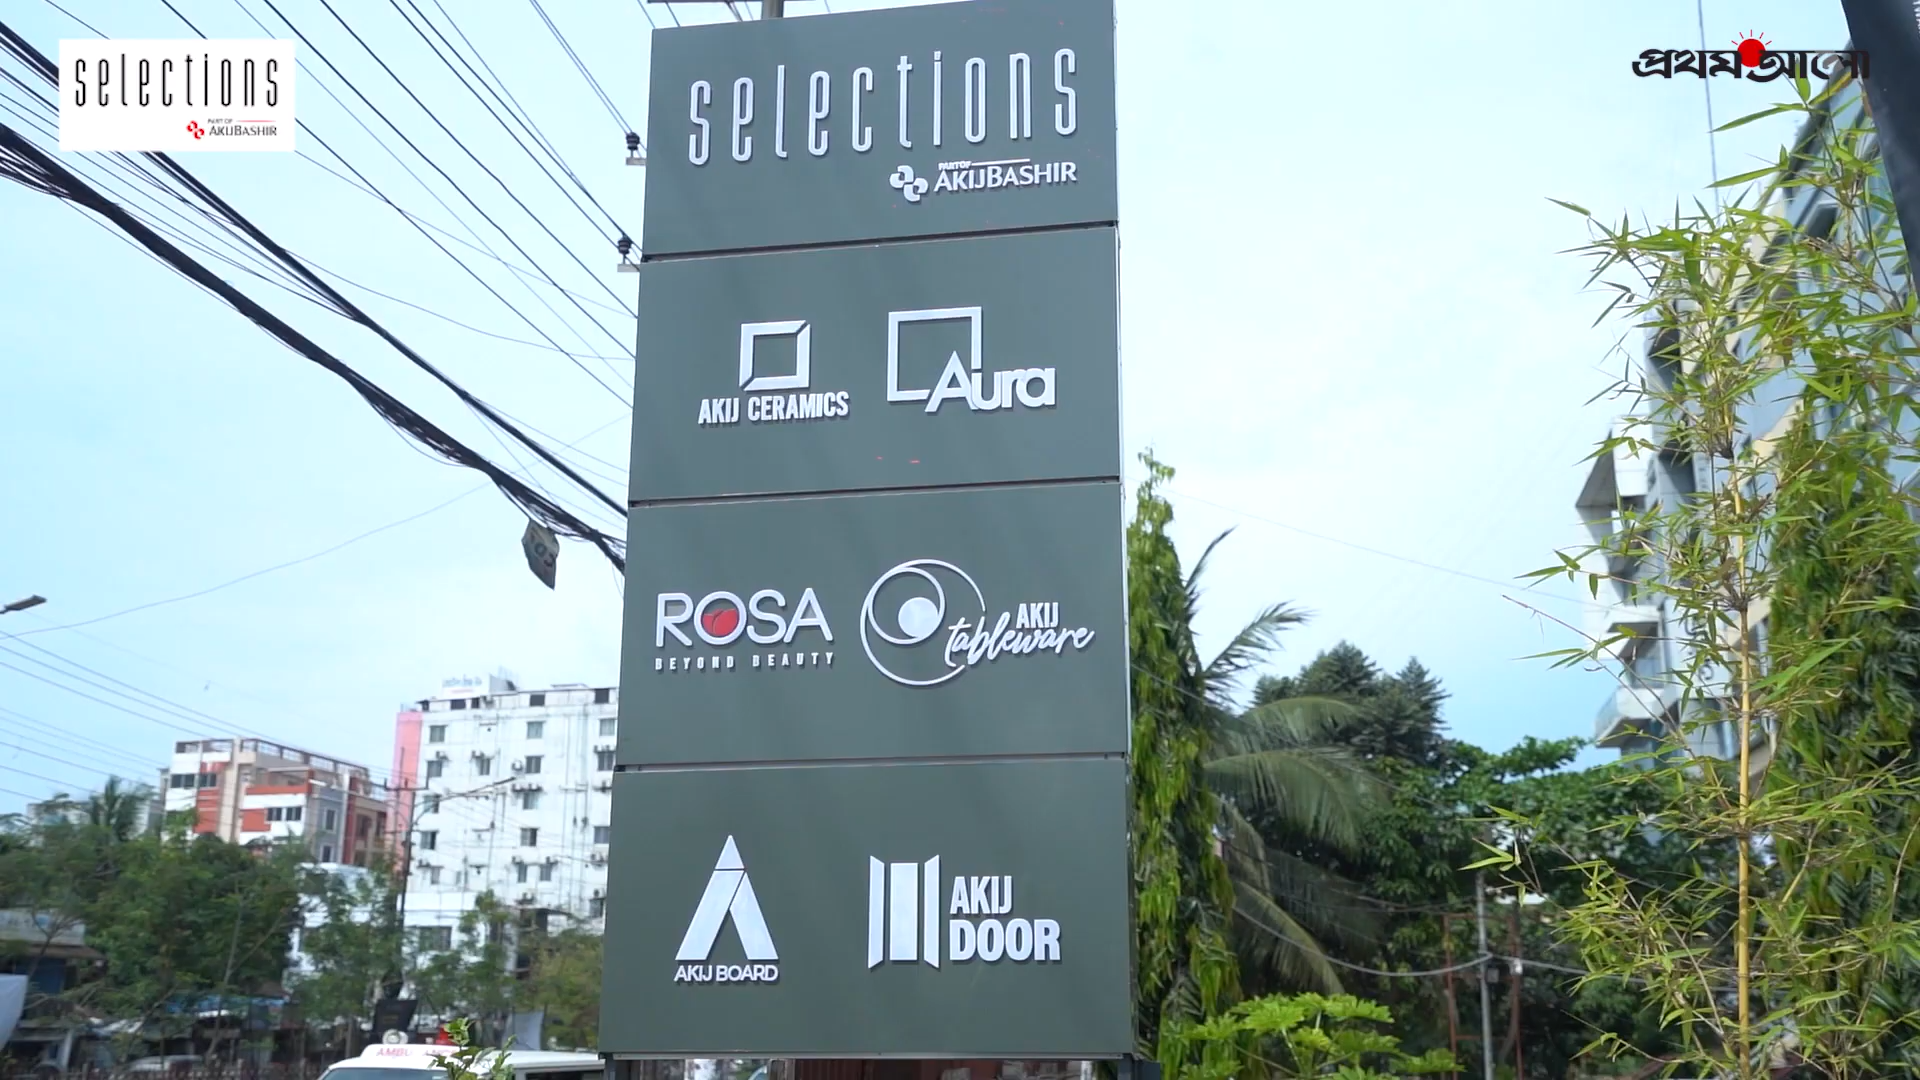 selections
PART OF
AKIJBASHIR
প্রথম আলো
selections
PART OF
AKIJBASHIR
AKIJ CERAMICS
Aura
ROSA
BEYOND BEAUTY
AKIJ
tableware
AKIJ BOARD
AKIJ
DOOR